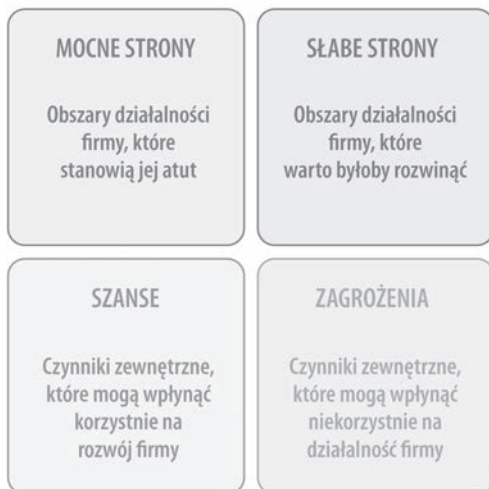 MOCNE STRONY
Obszary działalności
firmy, które
stanowią jej atut
SŁABE STRONY
Obszary działalności
firmy, które
warto byłoby rozwinąć
SZANSE
Czynniki zewnętrzne,
które mogą wpłynąć
korzystnie na
rozwój firmy
ZAGROŻENIA
Czynniki zewnętrzne,
które mogą wpłynąć
niekorzystnie na
działalność firmy